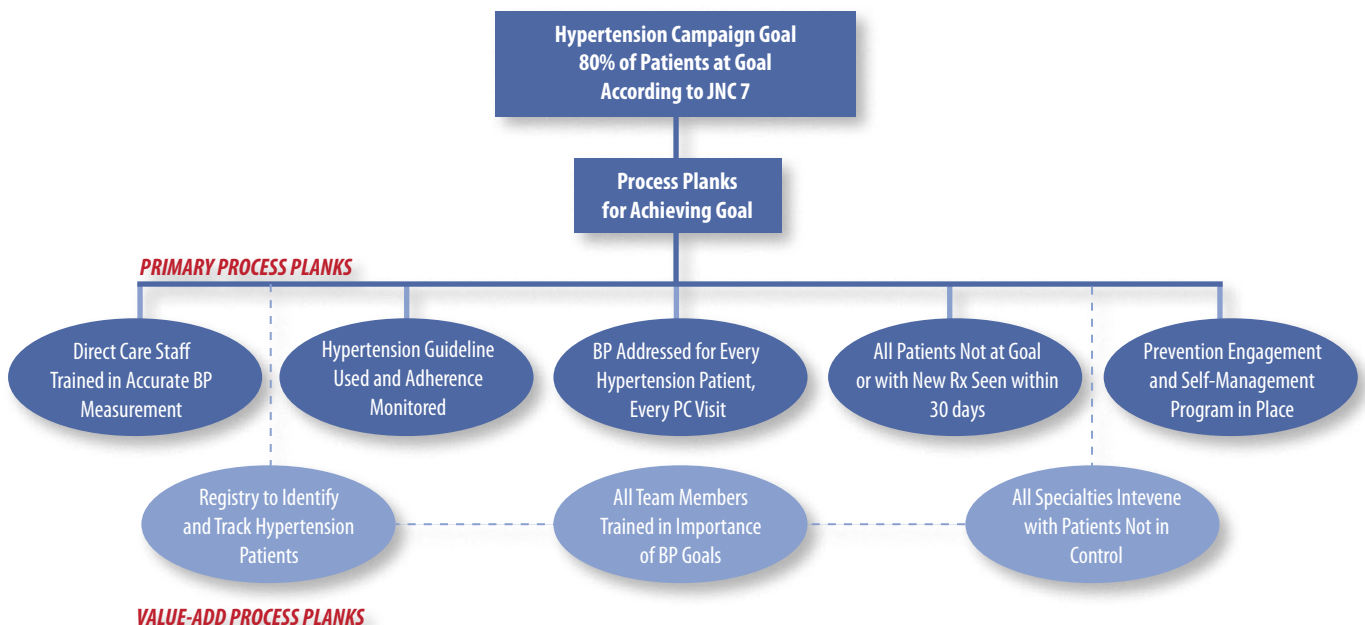 Hypertension Campaign Goal
80% of Patients at Goal
According to JNC 7
Process Planks
for Achieving Goal
PRIMARY PROCESS PLANKS
Direct Care Staff
Trained in Accurate BP
Measurement
Hypertension Guideline
Used and Adherence
Monitored
BP Addressed for Every
Hypertension Patient,
Every PC Visit
All Patients Not at Goal
or with New Rx Seen within
30 days
Prevention Engagement
and Self-Management
Program in Place
Registry to Identify
and Track Hypertension
Patients
All Team Members
Trained in Importance
of BP Goals
All Specialties Intervene
with Patients Not in
Control
VALUE-ADD PROCESS PLANKS